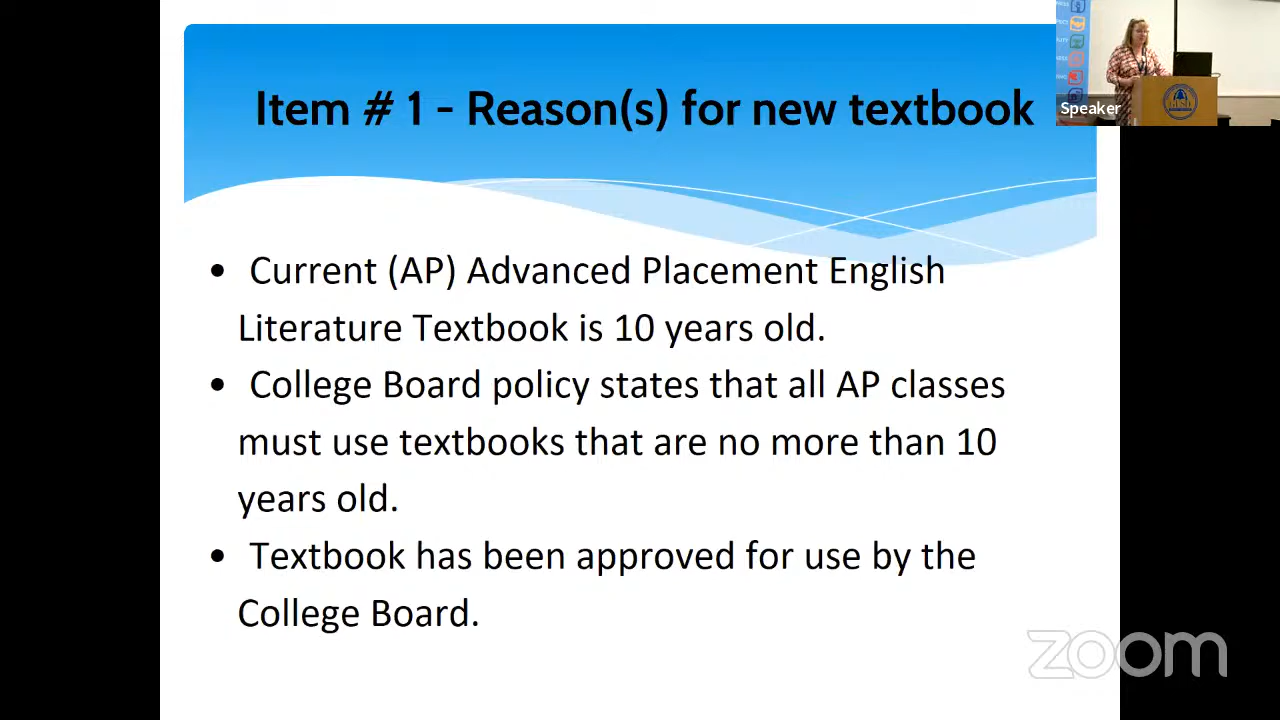 Item # 1 - Reason(s) for new textbook
Speaker
• Current (AP) Advanced Placement English
Literature Textbook is 10 years old.
• College Board policy states that all AP classes
must use textbooks that are no more than 10
years old.
• Textbook has been approved for use by the
College Board.
zoom